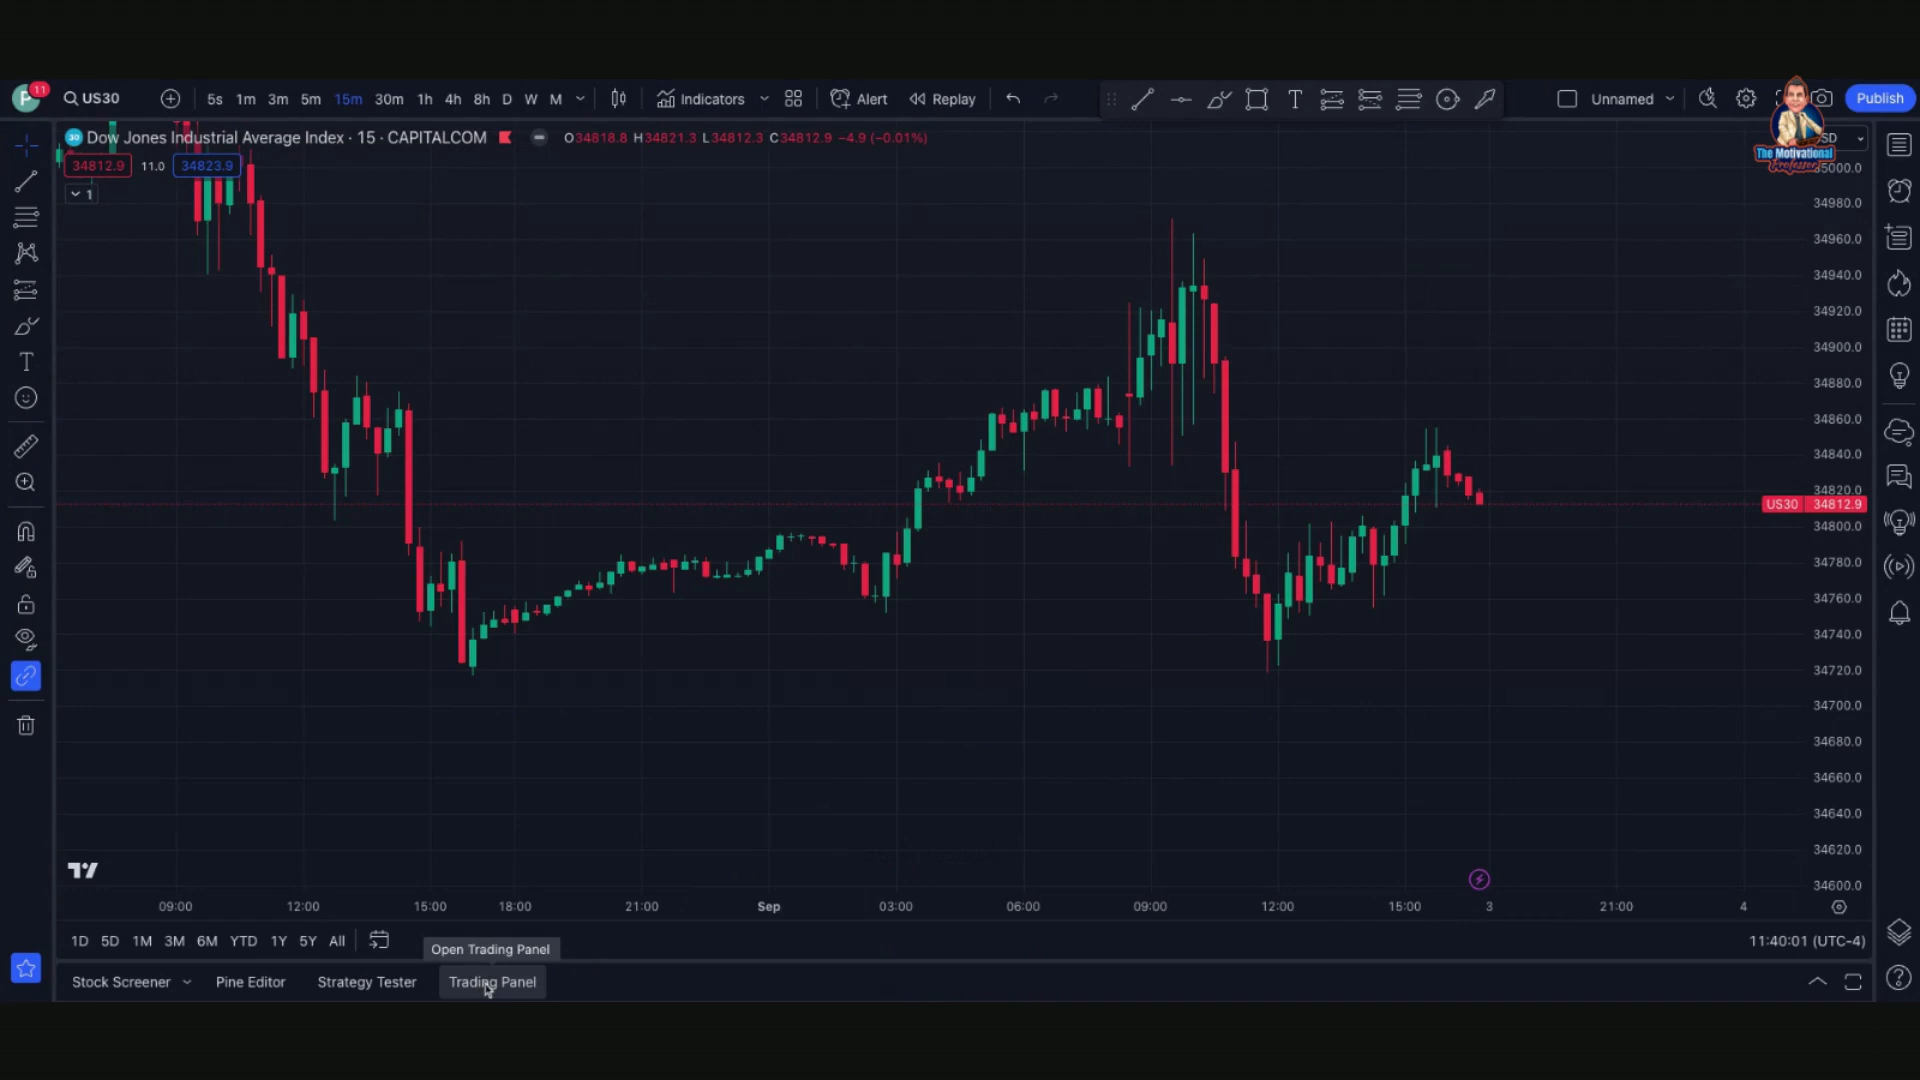 P 11 US30 5s 1m 3m 5m 15m 30m 1h 4h 8h D W M Indicators Alert Replay T Unnamed Publish
30 Dow Jones Industrial Average Index · 15 · CAPITALCOM O34818.8 H34821.3 L34812.3 C34812.9 −4.9 (−0.01%)
The Motivational
Professor
34812.9 11.0 34823.9
1
34980.0
34960.0
34940.0
34920.0
34900.0
34880.0
34860.0
34840.0
34820.0
US30 34812.9
34800.0
34780.0
34760.0
34740.0
34720.0
34700.0
34680.0
34660.0
34640.0
34620.0
34600.0
09:00 12:00 15:00 18:00 21:00 Sep 03:00 06:00 09:00 12:00 15:00 3 21:00 4
1D 5D 1M 3M 6M YTD 1Y 5Y All 11:40:01 (UTC-4)
Open Trading Panel
Stock Screener Pine Editor Strategy Tester Trading Panel